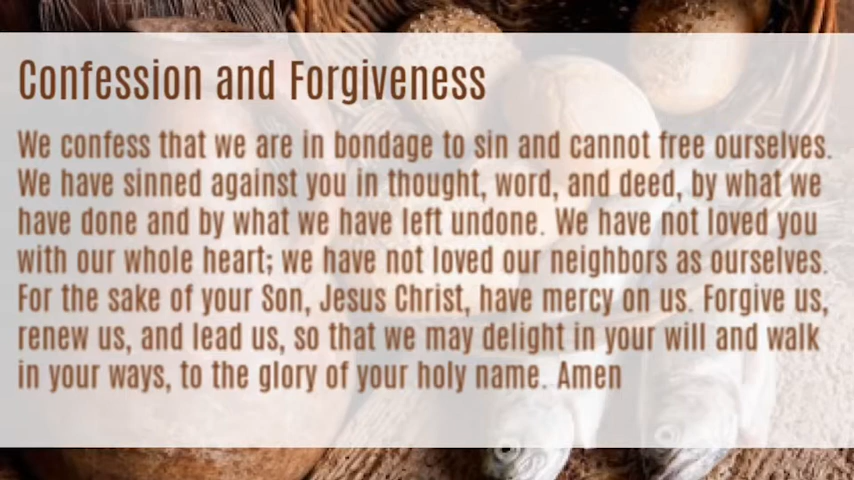 Confession and Forgiveness
We confess that we are in bondage to sin and cannot free ourselves.
We have sinned against you in thought, word, and deed, by what we
have done and by what we have left undone. We have not loved you
with our whole heart; we have not loved our neighbors as ourselves.
For the sake of your Son, Jesus Christ, have mercy on us. Forgive us,
renew us, and lead us, so that we may delight in your will and walk
in your ways, to the glory of your holy name. Amen